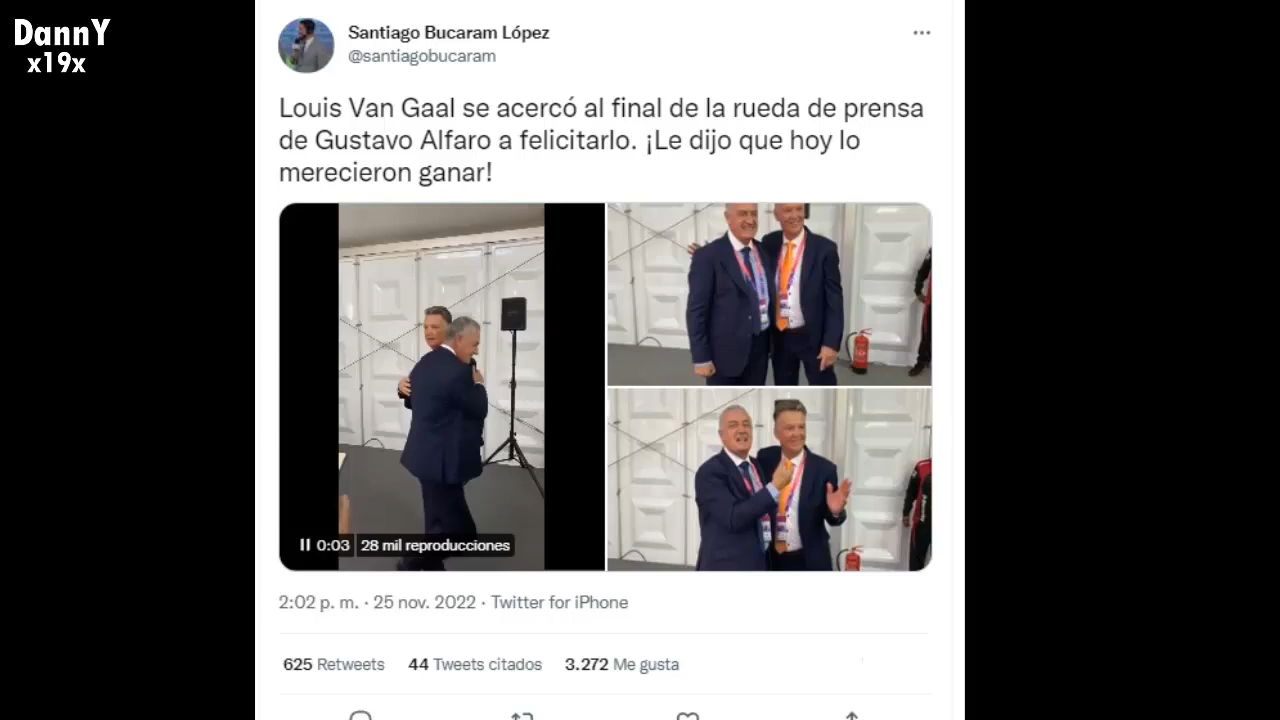 DannY
x19x
Santiago Bucaram López
@santiagobucaram
Louis Van Gaal se acercó al final de la rueda de prensa
de Gustavo Alfaro a felicitarlo. ¡Le dijo que hoy lo
merecieron ganar!
0:03 28 mil reproducciones
2:02 p. m. · 25 nov. 2022 · Twitter for iPhone
625 Retweets 44 Tweets citados 3.272 Me gusta